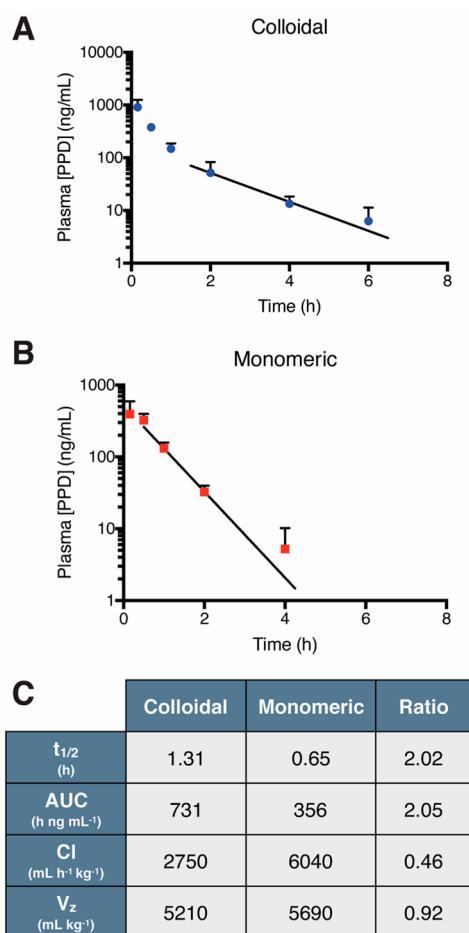 A
Colloidal
10000
1000
100
10
1
Plasma [PPD] (ng/mL)
0 2 4 6 8
Time (h)
B
Monomeric
1000
100
10
1
Plasma [PPD] (ng/mL)
0 2 4 6 8
Time (h)
C
Colloidal Monomeric Ratio
t1/2 (h) 1.31 0.65 2.02
AUC (h ng mL⁻¹) 731 356 2.05
Cl (mL h⁻¹ kg⁻¹) 2750 6040 0.46
Vz (mL kg⁻¹) 5210 5690 0.92